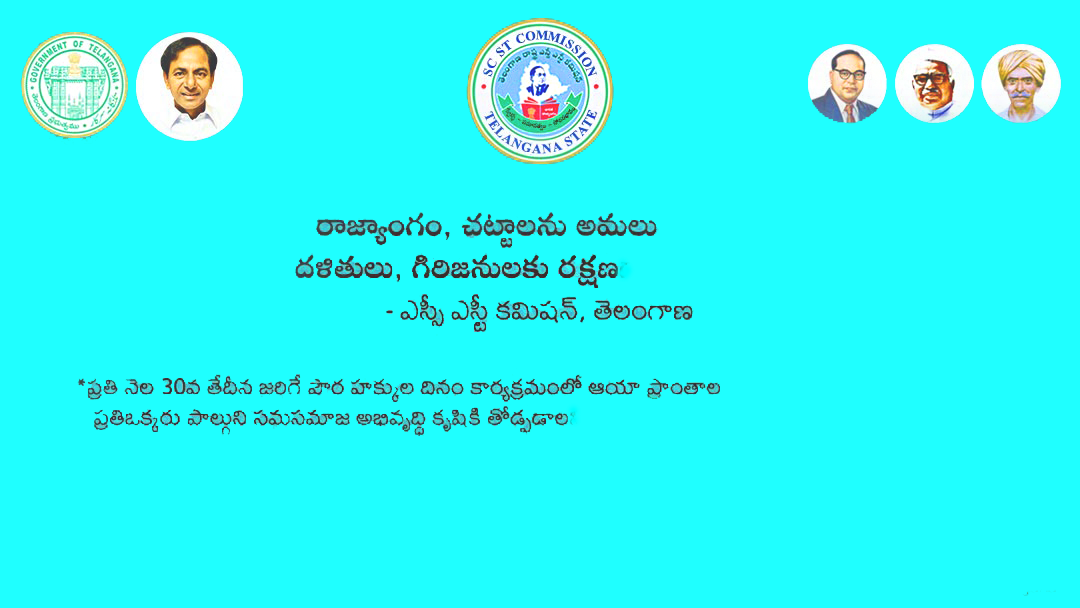 GOVERNMENT OF TELANGANA
SC ST COMMISSION
TELANGANA STATE
రాజ్యాంగం, చట్టాలను అమలు
దళితులు, గిరిజనులకు రక్షణ
- ఎస్సీ ఎస్టీ కమిషన్, తెలంగాణ
*ప్రతి నెల 30వ తేదీన జరిగే పౌర హక్కుల దినం కార్యక్రమంలో ఆయా ప్రాంతాల
ప్రతిఒక్కరు పాల్గుని సమసమాజ అభివృద్ధి కృషికి తోడ్పడాల